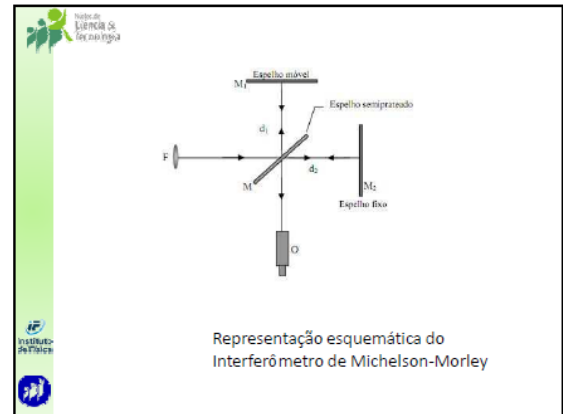 Núcleo de
Ciência &
Tecnologia
Espelho móvel
M₁
Espelho semiprateado
d₁
F
d₂
M
M₂
Espelho fixo
O
Instituto
de Física
Representação esquemática do
Interferômetro de Michelson-Morley